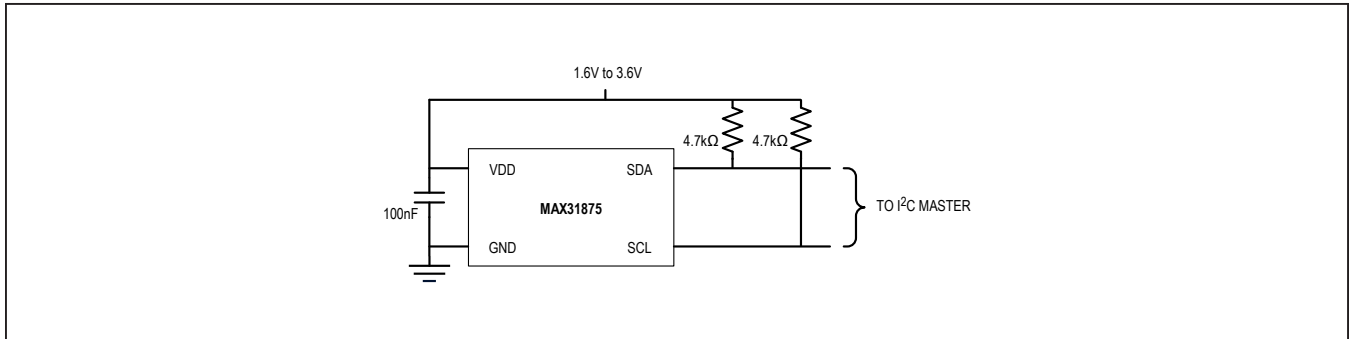 1.6V to 3.6V
4.7kΩ 4.7kΩ
VDD SDA
100nF MAX31875 TO I²C MASTER
GND SCL